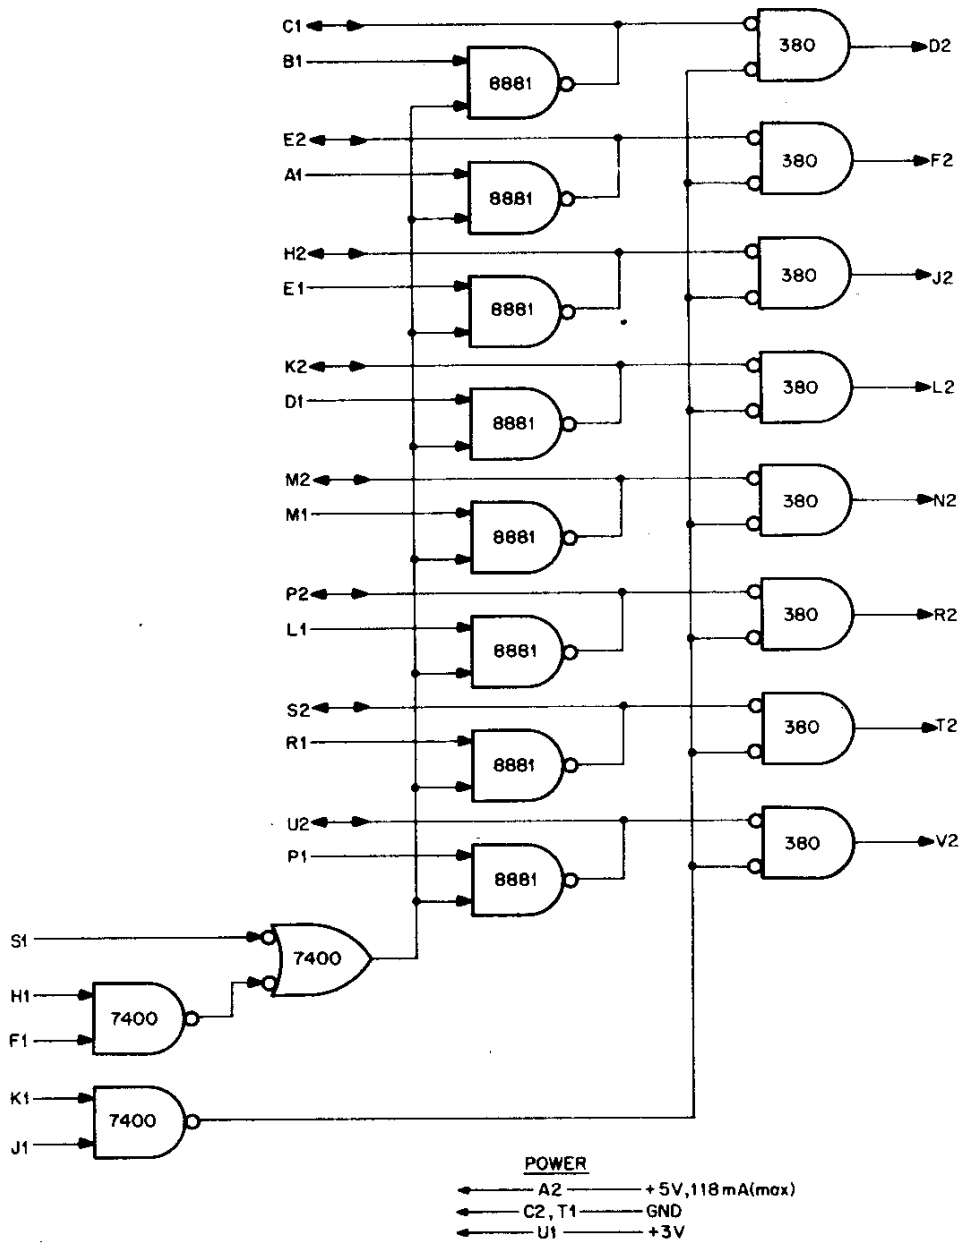 C1
380
D2
B1
8881
E2
380
F2
A1
8881
H2
380
J2
E1
8881
K2
380
L2
D1
8881
M2
380
N2
M1
8881
P2
380
R2
L1
8881
S2
380
T2
R1
8881
U2
380
V2
P1
8881
S1
7400
H1
7400
F1
K1
7400
J1
POWER
A2 +5V, 118 mA(max)
C2, T1 GND
U1 +3V